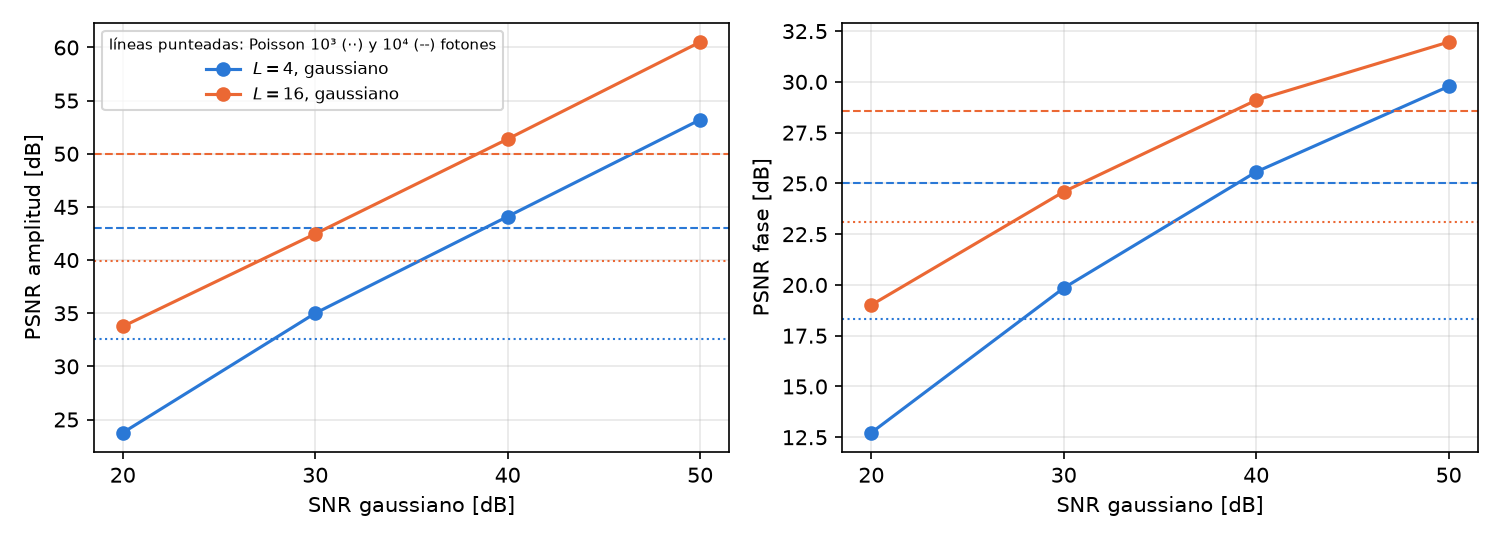 líneas punteadas: Poisson 10³ (··) y 10⁴ (--) fotones
L = 4, gaussiano
L = 16, gaussiano
PSNR amplitud [dB]
60
55
50
45
40
35
30
25
20 30 40 50
SNR gaussiano [dB]
PSNR fase [dB]
32.5
30.0
27.5
25.0
22.5
20.0
17.5
15.0
12.5
20 30 40 50
SNR gaussiano [dB]